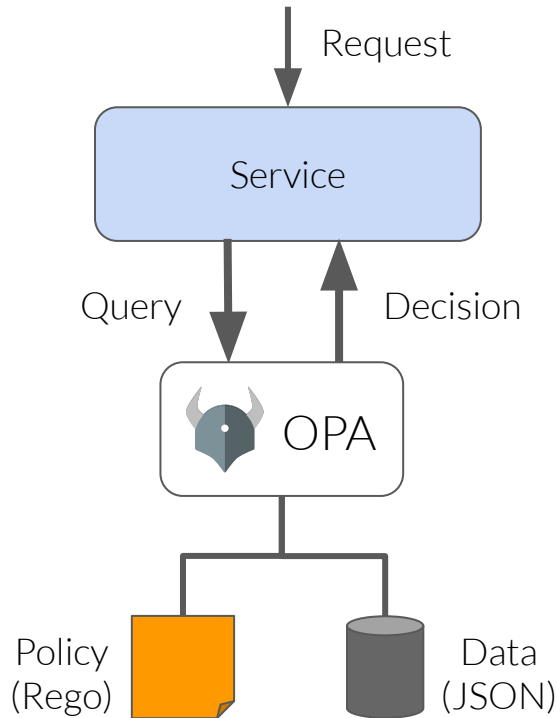 Request
Service
Query
Decision
OPA
Policy
(Rego)
Data
(JSON)